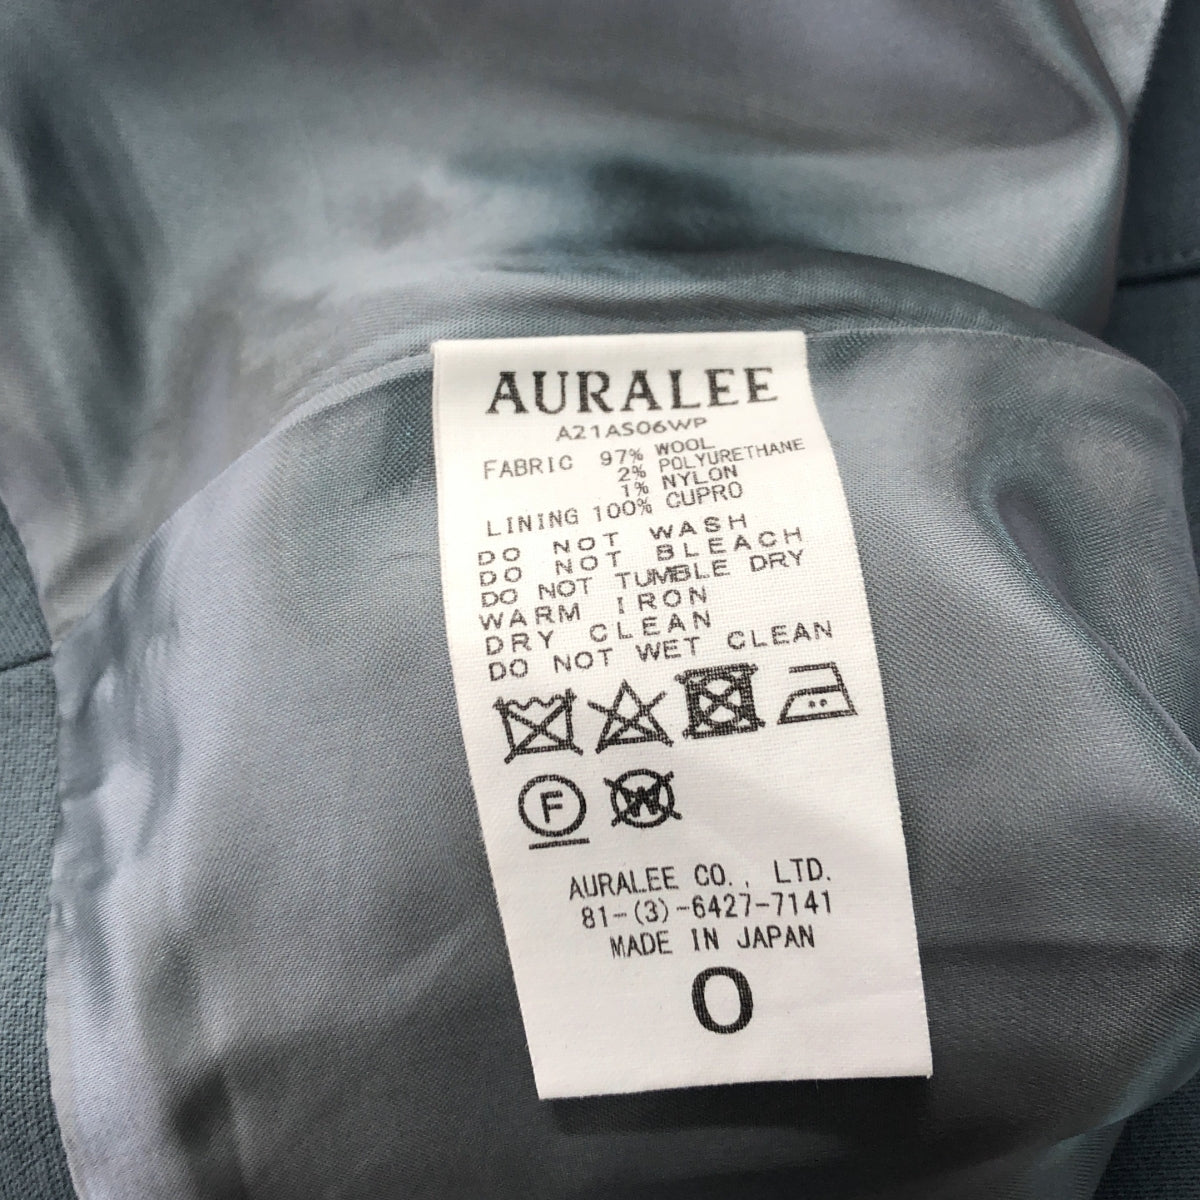 AURALEE
A21AS06WP
FABRIC 97% WOOL
2% POLYURETHANE
1% NYLON
LINING 100% CUPRO
DO NOT WASH
DO NOT BLEACH
DO NOT TUMBLE DRY
WARM IRON
DRY CLEAN
DO NOT WET CLEAN
F W
AURALEE CO., LTD.
81-(3)-6427-7141
MADE IN JAPAN
0